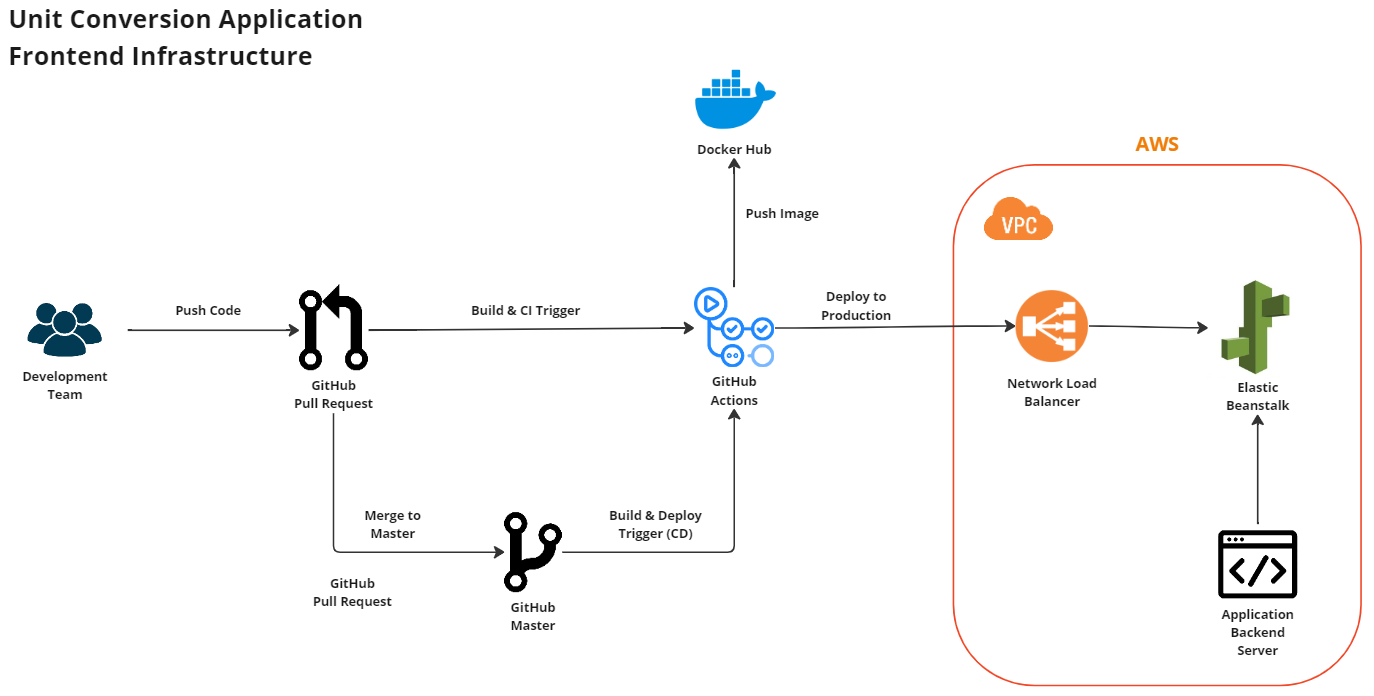 Unit Conversion Application
Frontend Infrastructure
Docker Hub
AWS
Push Image
VPC
Push Code
Build & CI Trigger
Deploy to
Production
Development
Team
GitHub
Pull Request
GitHub
Actions
Network Load
Balancer
Elastic
Beanstalk
Merge to
Master
Build & Deploy
Trigger (CD)
GitHub
Pull Request
GitHub
Master
</>
Application
Backend
Server